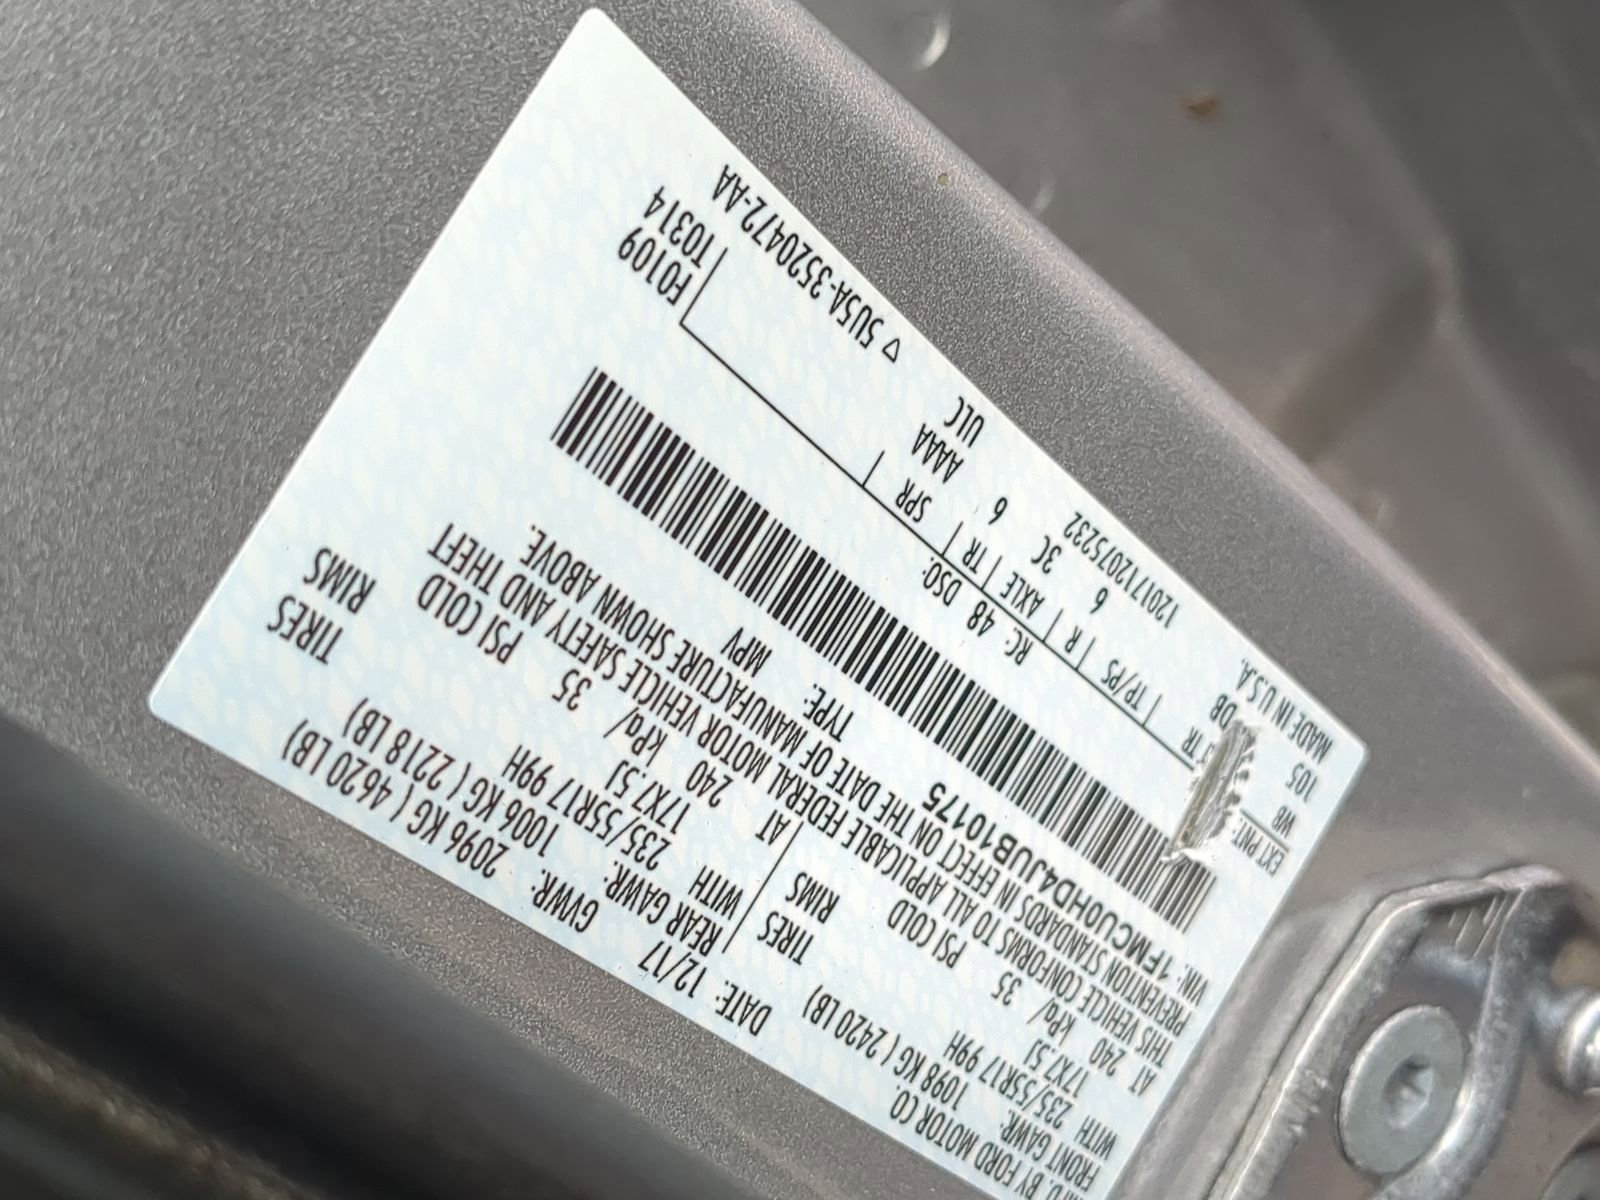 MFD. BY FORD MOTOR CO.
DATE: 12/17 GVWR: 2096 KG ( 4620 LB)
FRONT GAWR: 1098 KG ( 2420 LB) REAR GAWR: 1006 KG ( 2218 LB)
WITH 235/55R17 99H TIRES WITH 235/55R17 99H TIRES
17X7.5J RIMS 17X7.5J RIMS
AT 240 kPa/ 35 PSI COLD AT 240 kPa/ 35 PSI COLD
THIS VEHICLE CONFORMS TO ALL APPLICABLE FEDERAL MOTOR VEHICLE SAFETY AND THEFT
PREVENTION STANDARDS IN EFFECT ON THE DATE OF MANUFACTURE SHOWN ABOVE.
VIN: 1FMCU0HD4JUB10175 TYPE: MPV
EXT PNT: RC: 48 DSO: F0109
T0314
WB TR TP/PS R AXLE TR SPR
105 DB 6 3C 6 AAAA
ULC
MADE IN U.S.A. 1201712075232 ▽ 5U5A-3520472-AA